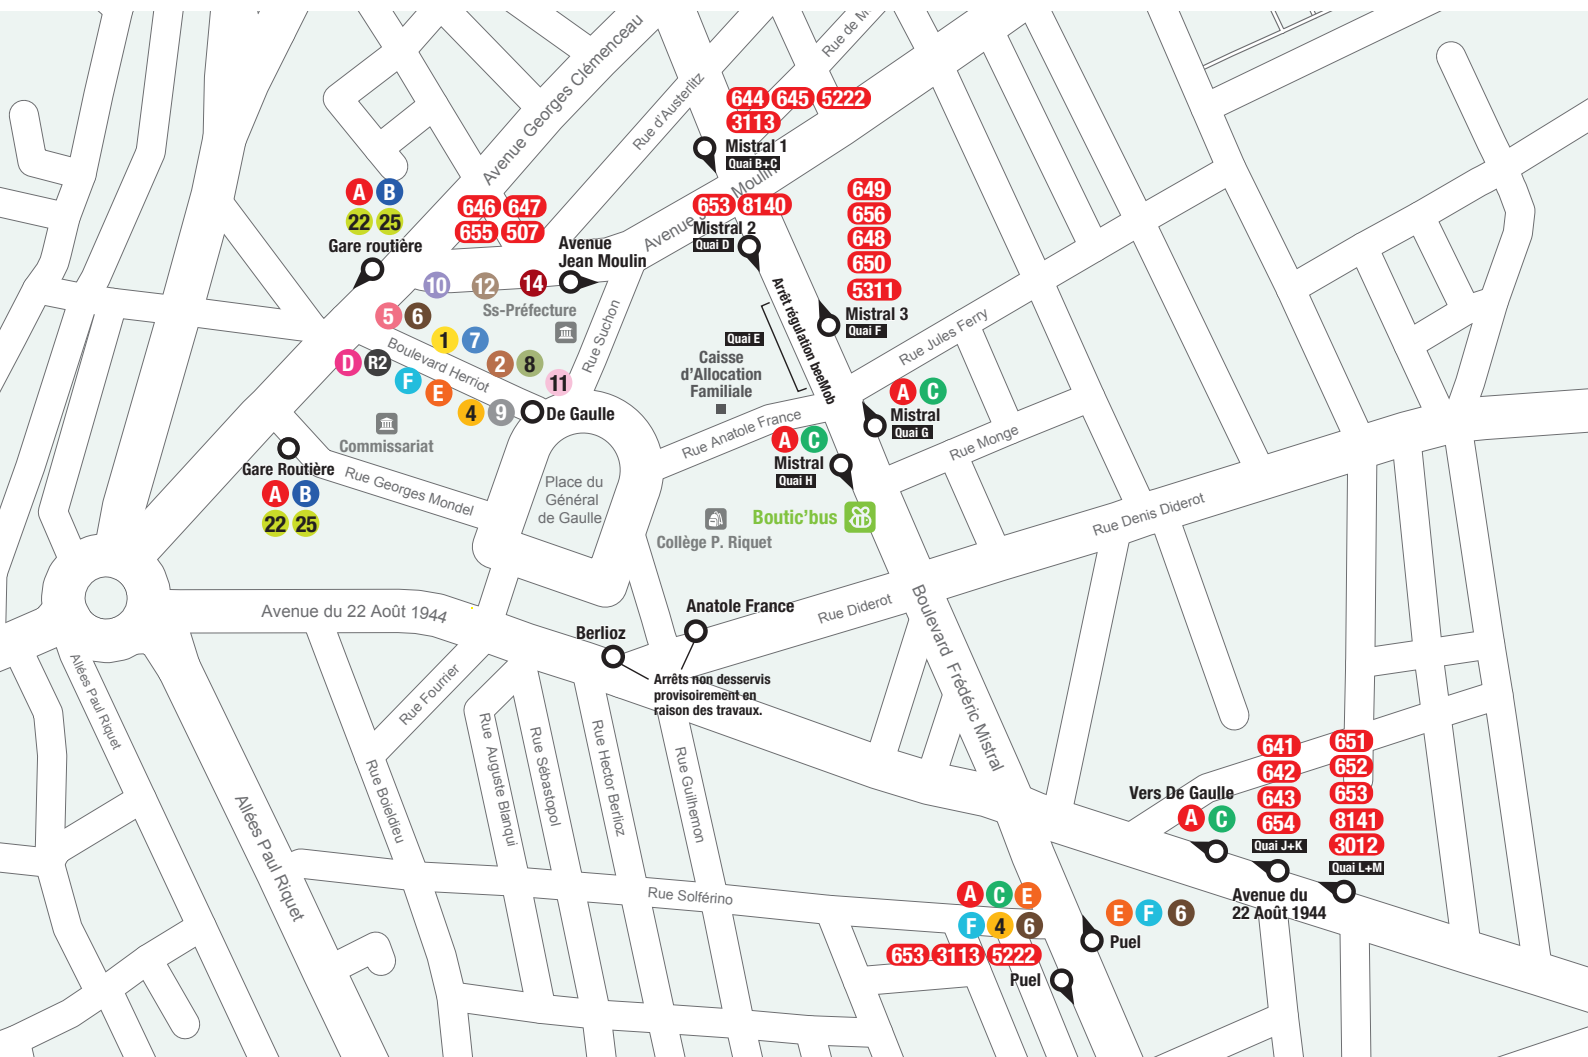 Avenue Georges Clémenceau
Rue d'Austerlitz
Rue de M
644 645 5222
3113
Mistral 1
Quai B+C
Avenue J
Moulin
A B
22 25
Gare routière
646 647
655 507
Avenue
Jean Moulin
653 8140
Mistral 2
Quai D
649
656
648
650
5311
Mistral 3
Quai F
10 12 14
Ss-Préfecture
5 6
1 7
2 8
11
Boulevard Herriot
D R2
F E
4 9
De Gaulle
Rue Suchon
Arrêt régulation beeMob
Quai E
Caisse
d'Allocation
Familiale
Rue Jules Ferry
A C
Mistral
Quai G
Rue Anatole France
A C
Mistral
Quai H
Rue Monge
Commissariat
Gare Routière
A B
22 25
Rue Georges Mondel
Place du
Général
de Gaulle
Boutic'bus
Collège P. Riquet
Rue Denis Diderot
Avenue du 22 Août 1944
Anatole France
Berlioz
Rue Diderot
Arrêts non desservis
provisoirement en
raison des travaux.
Boulevard Frédéric Mistral
Allées Paul Riquet
Rue Fourrier
Rue Auguste Blanqui
Rue Sébastopol
Rue Hector Berlioz
Rue Guilhemon
Rue Boieldieu
Allées Paul Riquet
Rue Solférino
Vers De Gaulle
A C
641
642
643
654
Quai J+K
651
652
653
8141
3012
Quai L+M
Avenue du
22 Août 1944
A C E
F 4 6
653 3113 5222
Puel
E F 6
Puel